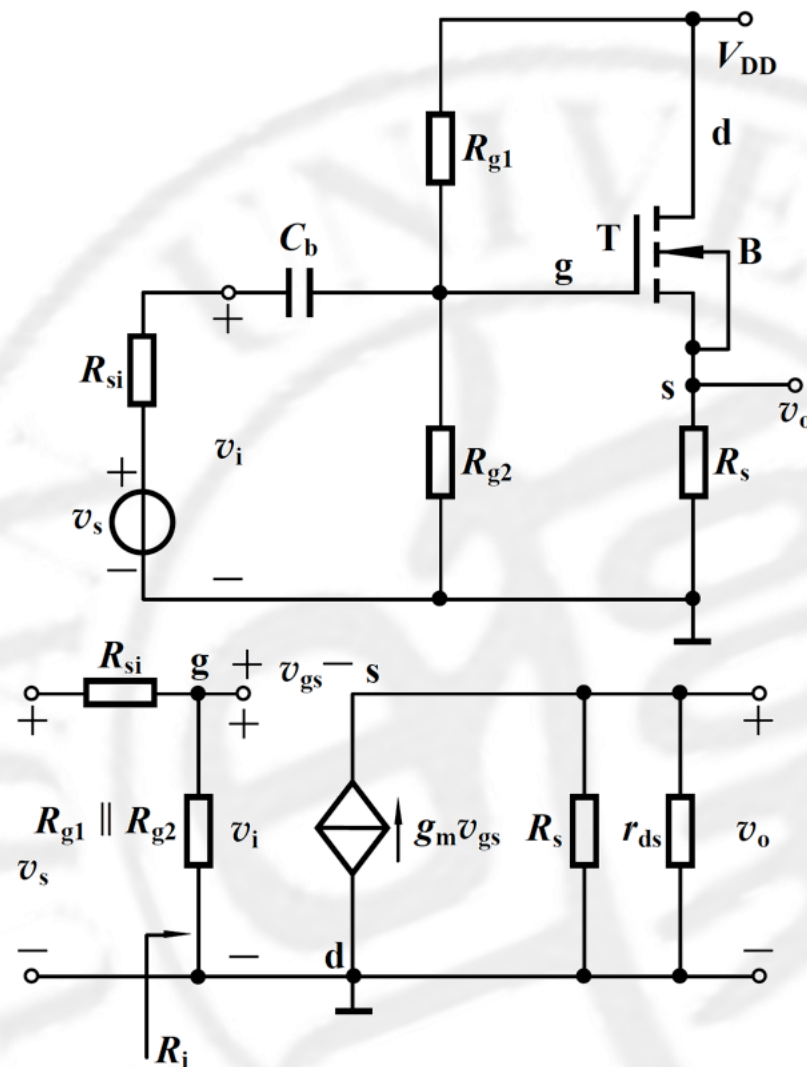 V_DD
d
R_g1
C_b
T
B
g
+
R_si
s
v_o
v_i
R_g2
R_s
+
v_s
−
−
R_si
g
+ v_gs − s
+
+
+
R_g1 || R_g2
v_i
g_m v_gs
R_s
r_ds
v_o
v_s
−
−
d
−
R_i